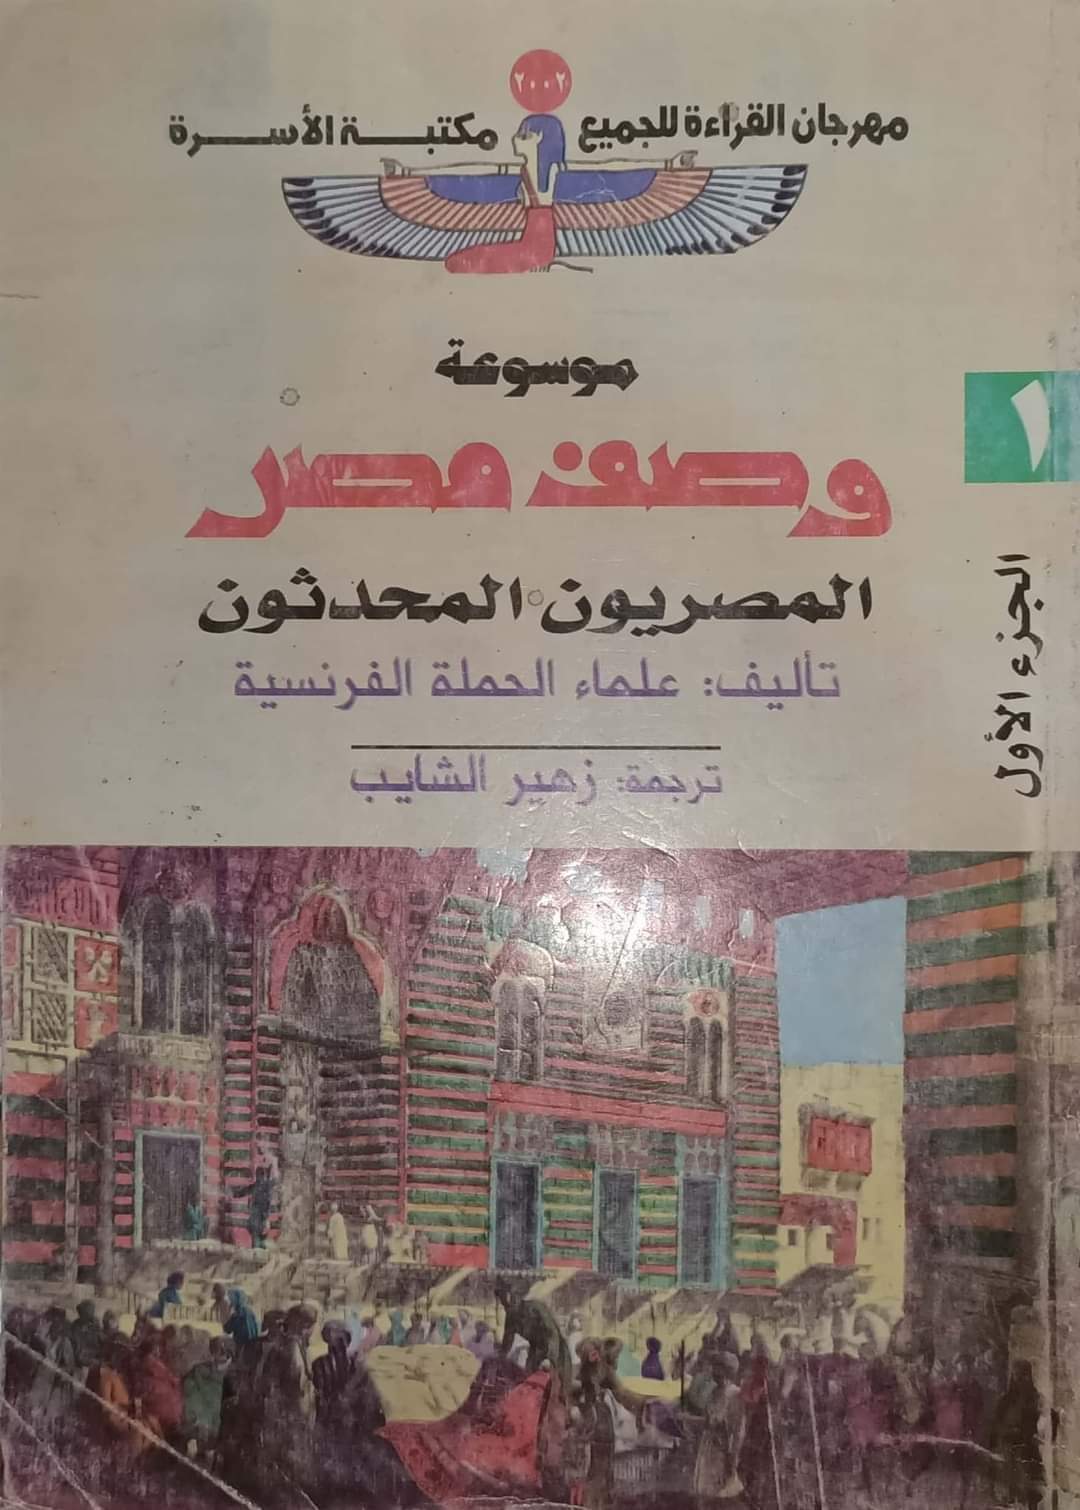 ٢٠٠٢
مهرجان القراءة للجميع مكتبة الأسرة
موسوعة
وصف مصر
المصريون المحدثون
تأليف: علماء الحملة الفرنسية
ترجمة: زهير الشايب
١
الجزء الأول